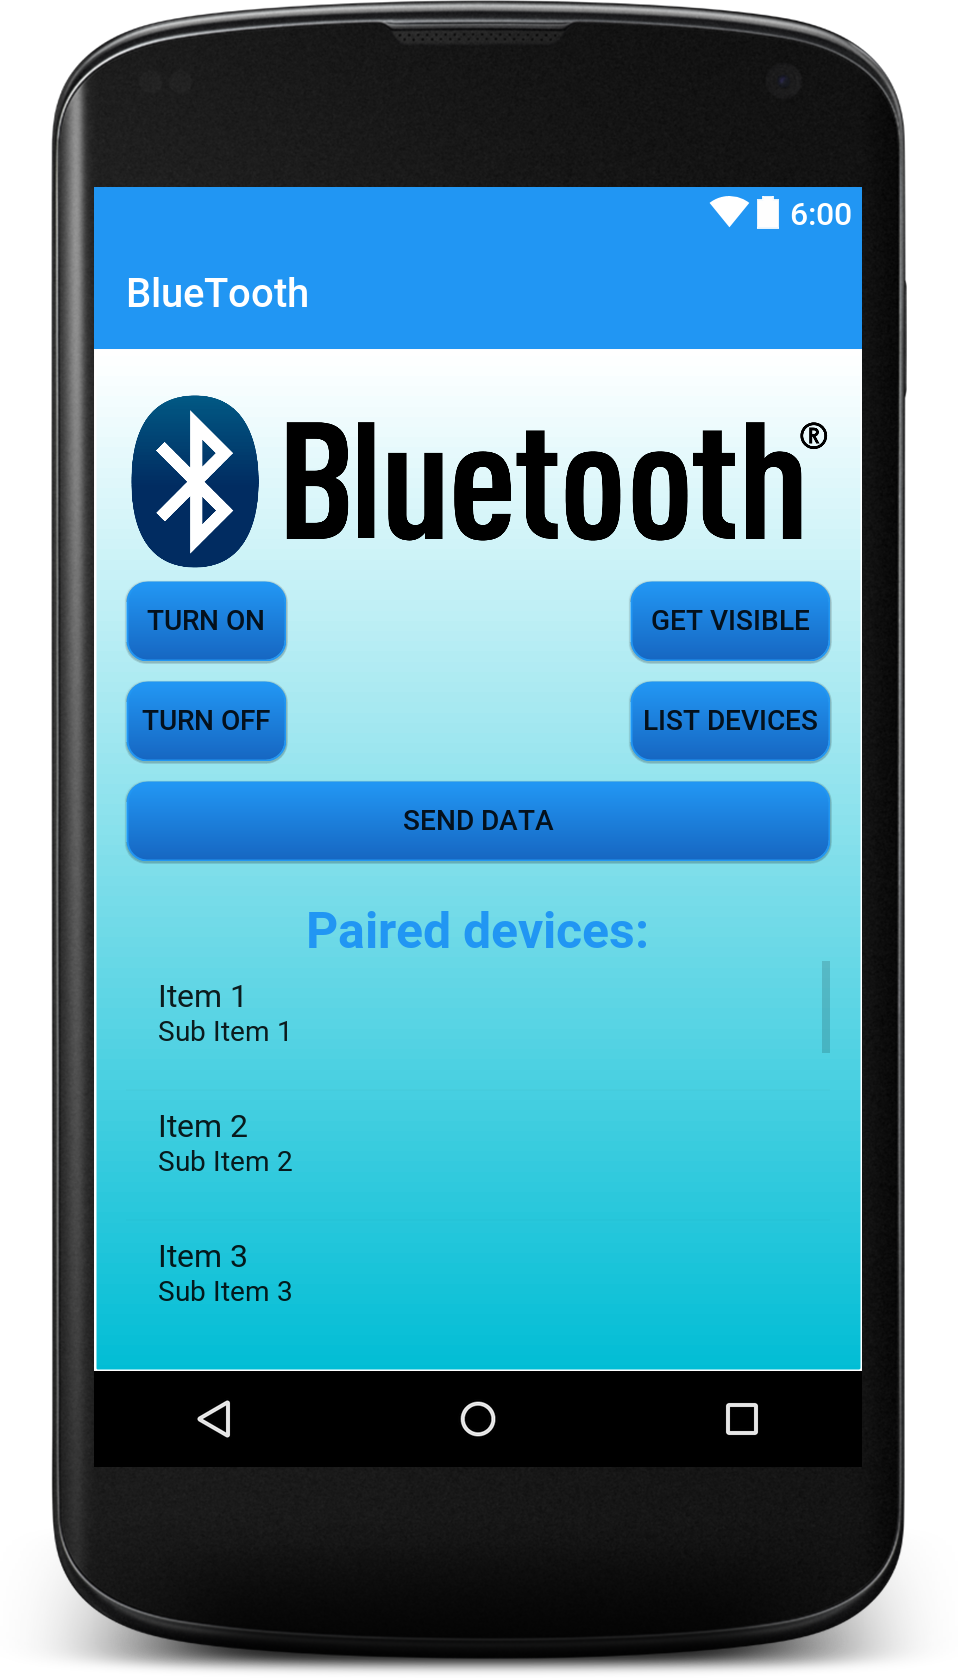 6:00
BlueTooth
Bluetooth®
TURN ON
GET VISIBLE
TURN OFF
LIST DEVICES
SEND DATA
Paired devices:
Item 1
Sub Item 1
Item 2
Sub Item 2
Item 3
Sub Item 3